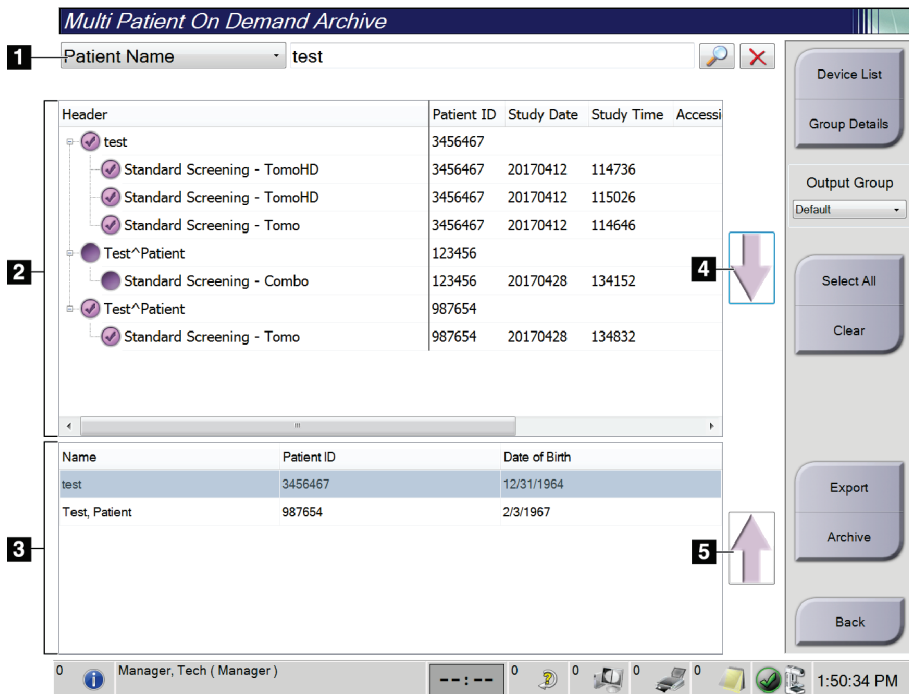 Multi Patient On Demand Archive
1 Patient Name test
Device List
Group Details
Output Group
Default
Select All
Clear
Export
Archive
Back
2
Header Patient ID Study Date Study Time Accessi
test 3456467
Standard Screening - TomoHD 3456467 20170412 114736
Standard Screening - TomoHD 3456467 20170412 115026
Standard Screening - Tomo 3456467 20170412 114646
Test^Patient 123456
Standard Screening - Combo 123456 20170428 134152
Test^Patient 987654
Standard Screening - Tomo 987654 20170428 134832
4
3
Name Patient ID Date of Birth
test 3456467 12/31/1964
Test, Patient 987654 2/3/1967
5
0 Manager, Tech ( Manager ) --:-- 0 0 0 0 1:50:34 PM